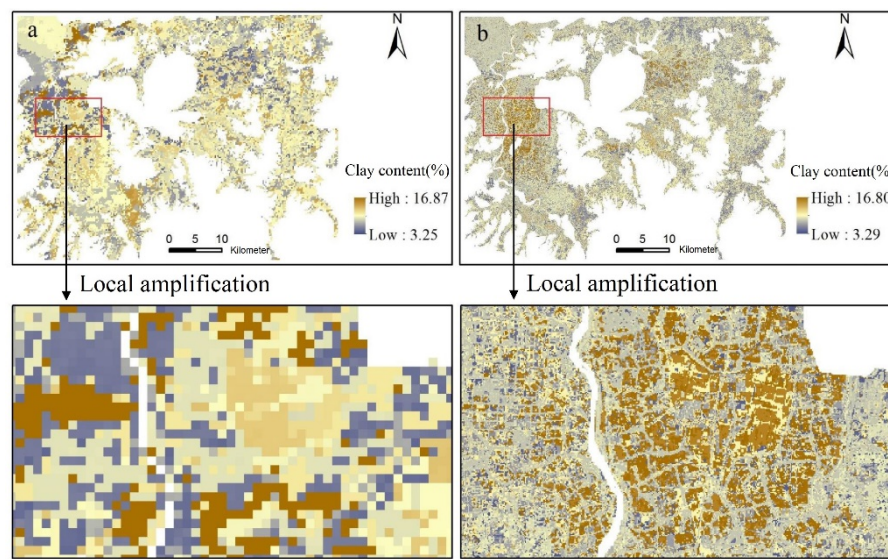 a
N
Clay content(%)
High : 16.87
Low : 3.25
0 5 10
Kilometer
Local amplification
b
N
Clay content(%)
High : 16.80
Low : 3.29
0 5 10
Kilometer
Local amplification